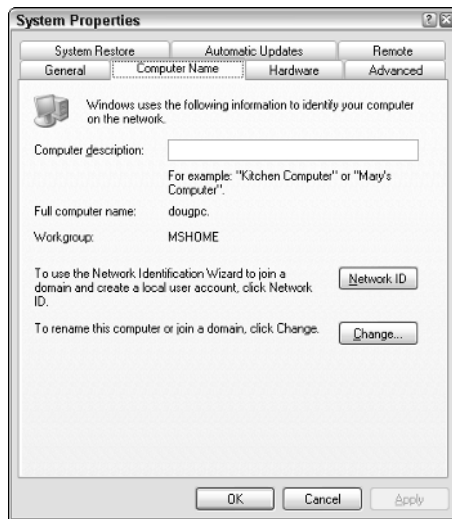 System Properties
System Restore Automatic Updates Remote
General Computer Name Hardware Advanced
Windows uses the following information to identify your computer
on the network.
Computer description:
For example: "Kitchen Computer" or "Mary's
Computer".
Full computer name: dougpc.
Workgroup: MSHOME
To use the Network Identification Wizard to join a
domain and create a local user account, click Network
ID.
Network ID
To rename this computer or join a domain, click Change.
Change...
OK Cancel Apply